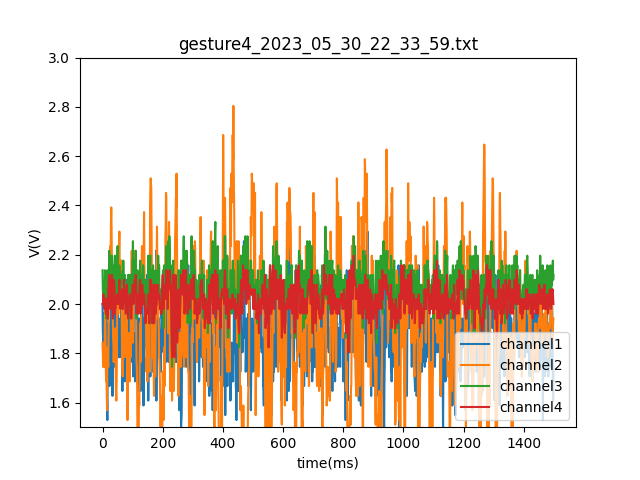 gesture4_2023_05_30_22_33_59.txt
3.0
2.8
2.6
2.4
2.2
2.0
1.8
1.6
V(V)
channel1
channel2
channel3
channel4
0 200 400 600 800 1000 1200 1400
time(ms)